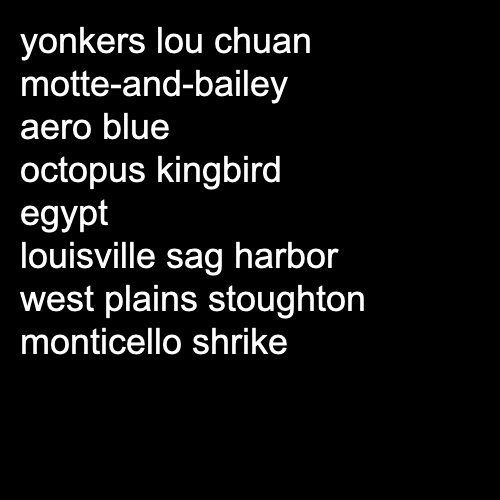 yonkers lou chuan
motte-and-bailey
aero blue
octopus kingbird
egypt
louisville sag harbor
west plains stoughton
monticello shrike